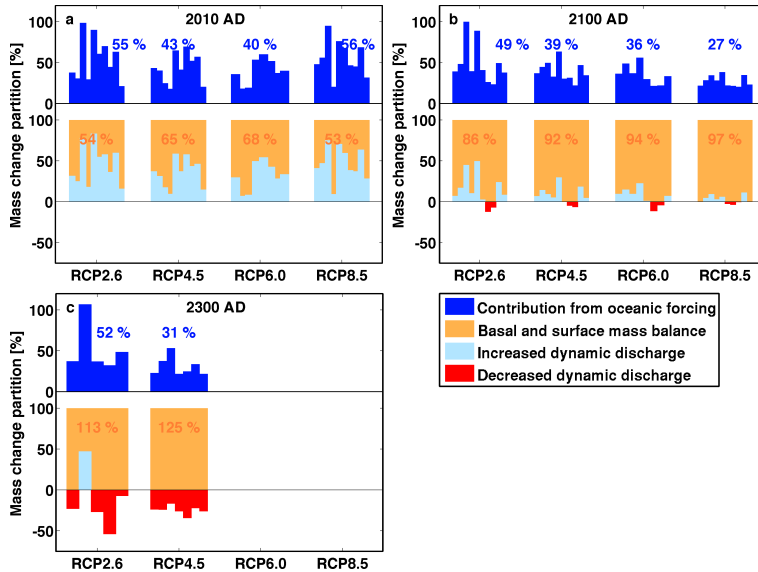 a
2010 AD
Mass change partition [%]
100
50
0
55 %
43 %
40 %
56 %
100
50
0
-50
54
65 %
68 %
53 %
RCP2.6
RCP4.5
RCP6.0
RCP8.5
b
2100 AD
Mass change partition [%]
100
50
0
49 %
39 %
36 %
27 %
100
50
0
-50
86 %
92 %
94 %
97 %
RCP2.6
RCP4.5
RCP6.0
RCP8.5
c
2300 AD
Mass change partition [%]
100
50
0
52 %
31 %
100
50
0
-50
113 %
125 %
RCP2.6
RCP4.5
RCP6.0
RCP8.5
Contribution from oceanic forcing
Basal and surface mass balance
Increased dynamic discharge
Decreased dynamic discharge